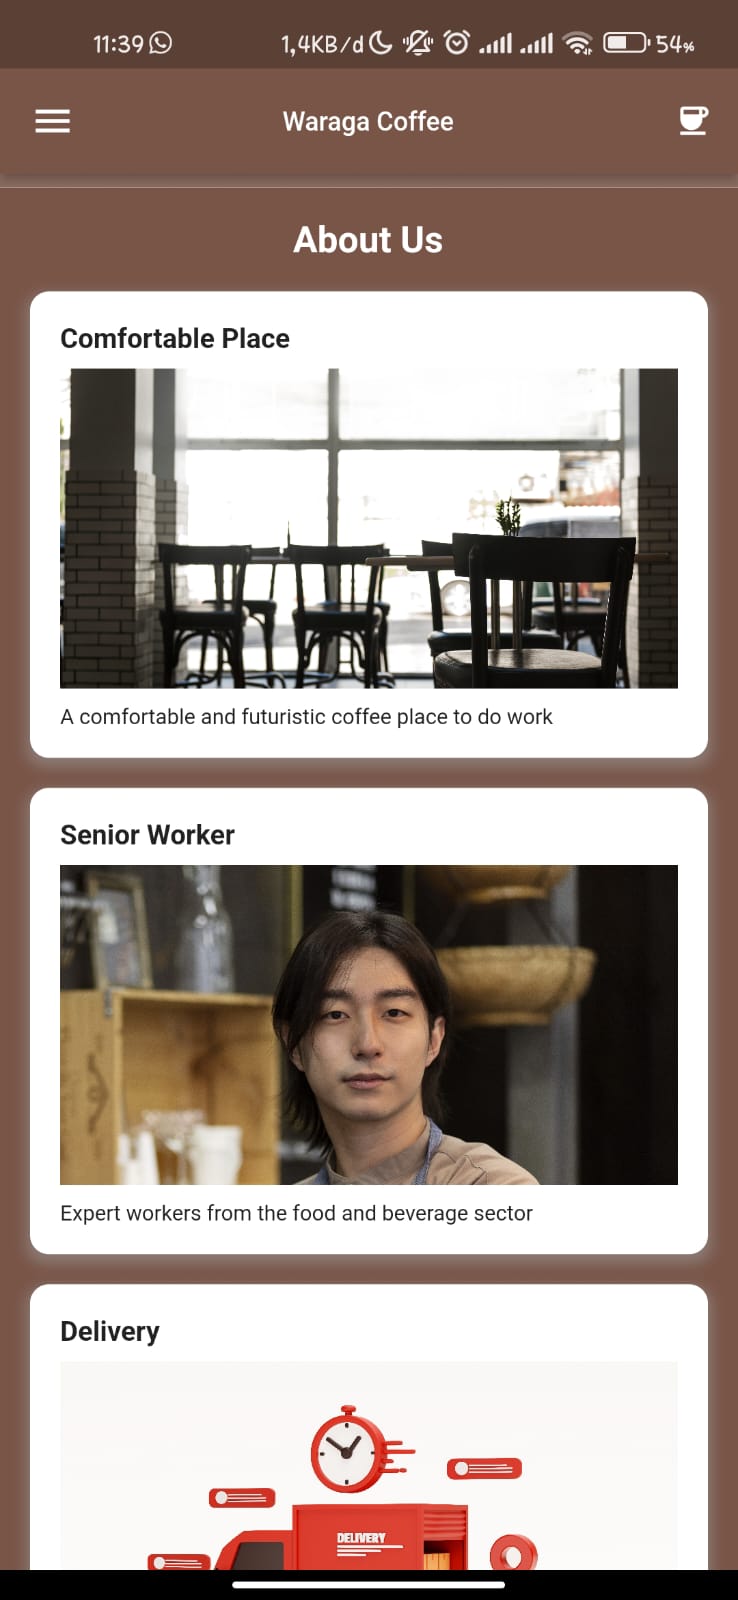 11:39 1,4KB/d 54%
Waraga Coffee
About Us
Comfortable Place
A comfortable and futuristic coffee place to do work
Senior Worker
Expert workers from the food and beverage sector
Delivery
DELIVERY